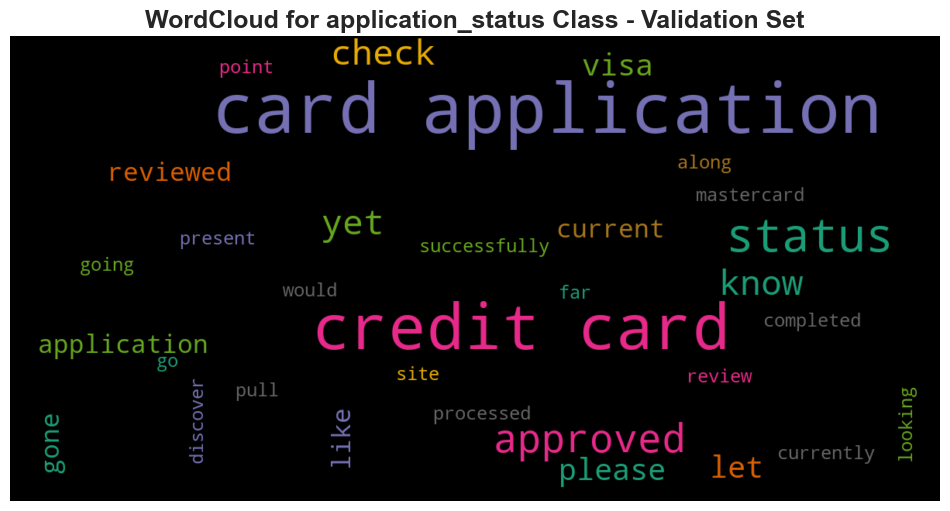 WordCloud for application_status Class - Validation Set
check
visa
point
card application
along
reviewed
mastercard
yet
current
status
present
successfully
going
know
would
far
credit card
completed
application
go
site
review
pull
discover
looking
processed
like
gone
approved
currently
please
let